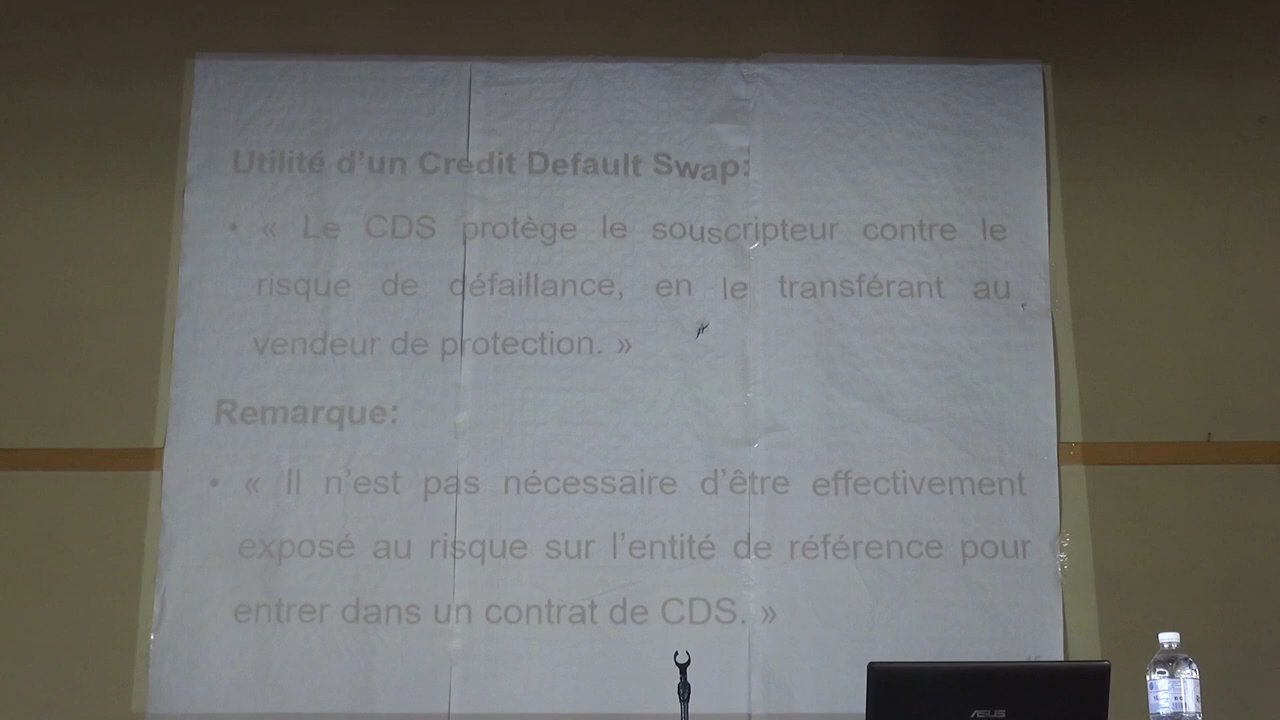 Utilité d'un Credit Default Swap:
• « Le CDS protège le souscripteur contre le
risque de défaillance, en le transférant au
vendeur de protection. »
Remarque:
• « Il n'est pas nécessaire d'être effectivement
exposé au risque sur l'entité de référence pour
entrer dans un contrat de CDS. »
ASUS